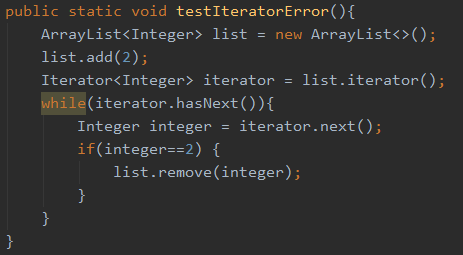 public static void testIteratorError(){
    ArrayList<Integer> list = new ArrayList<>();
    list.add(2);
    Iterator<Integer> iterator = list.iterator();
    while(iterator.hasNext()){
        Integer integer = iterator.next();
        if(integer==2) {
            list.remove(integer);
        }
    }
}